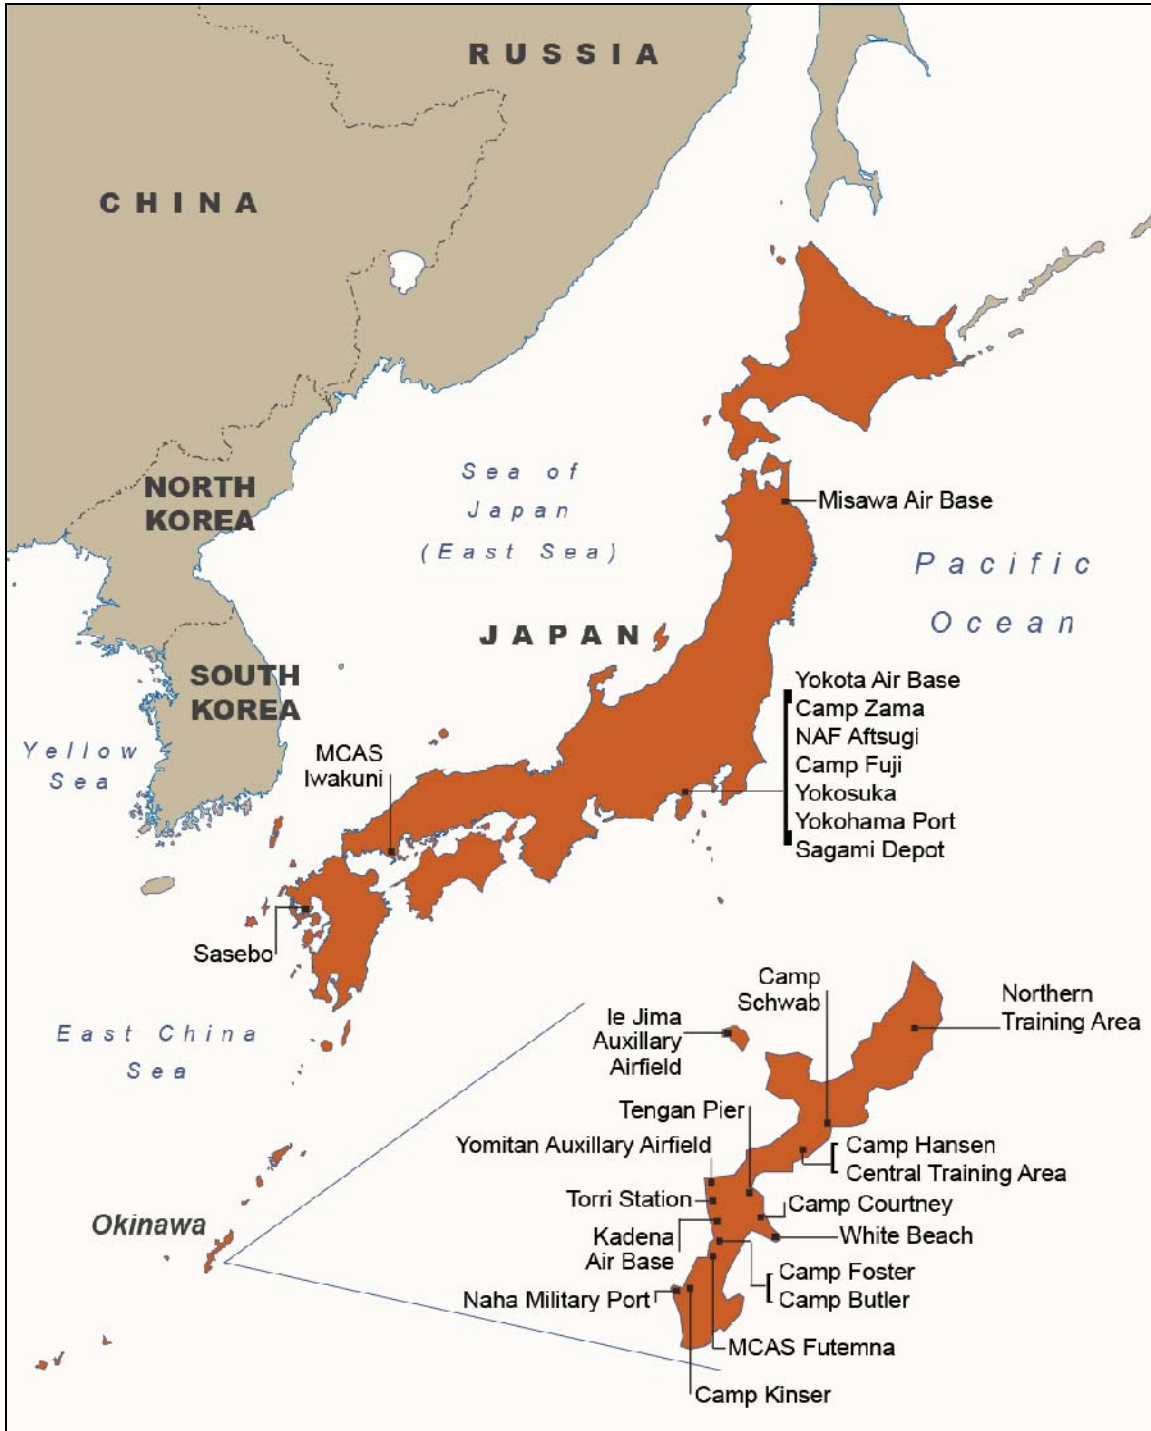 RUSSIA
CHINA
NORTH
KOREA
Sea of
Japan
(East Sea)
Misawa Air Base
Pacific
Ocean
JAPAN
SOUTH
KOREA
Yokota Air Base
Camp Zama
NAF Aftsugi
Camp Fuji
Yokosuka
Yokohama Port
Sagami Depot
Yellow
Sea
MCAS
Iwakuni
Sasebo
East China
Sea
Camp
Schwab
Northern
Training Area
Ie Jima
Auxillary
Airfield
Tengan Pier
Yomitan Auxillary Airfield
Camp Hansen
Central Training Area
Torri Station
Camp Courtney
Okinawa
Kadena
Air Base
White Beach
Camp Foster
Camp Butler
Naha Military Port
MCAS Futemna
Camp Kinser